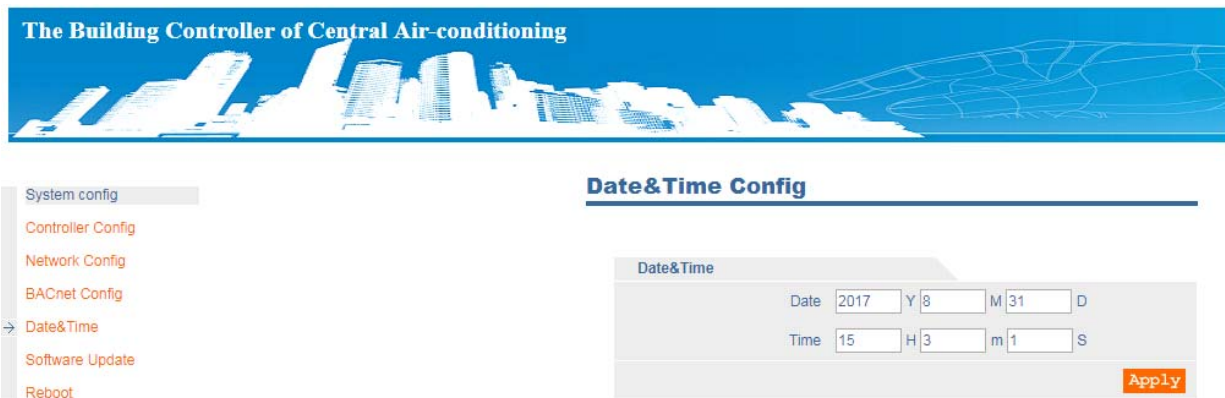 The Building Controller of Central Air-conditioning
System config
Controller Config
Network Config
BACnet Config
Date&Time
Software Update
Reboot
Date&Time Config
Date&Time
Date 2017 Y 8 M 31 D
Time 15 H 3 m 1 S
Apply